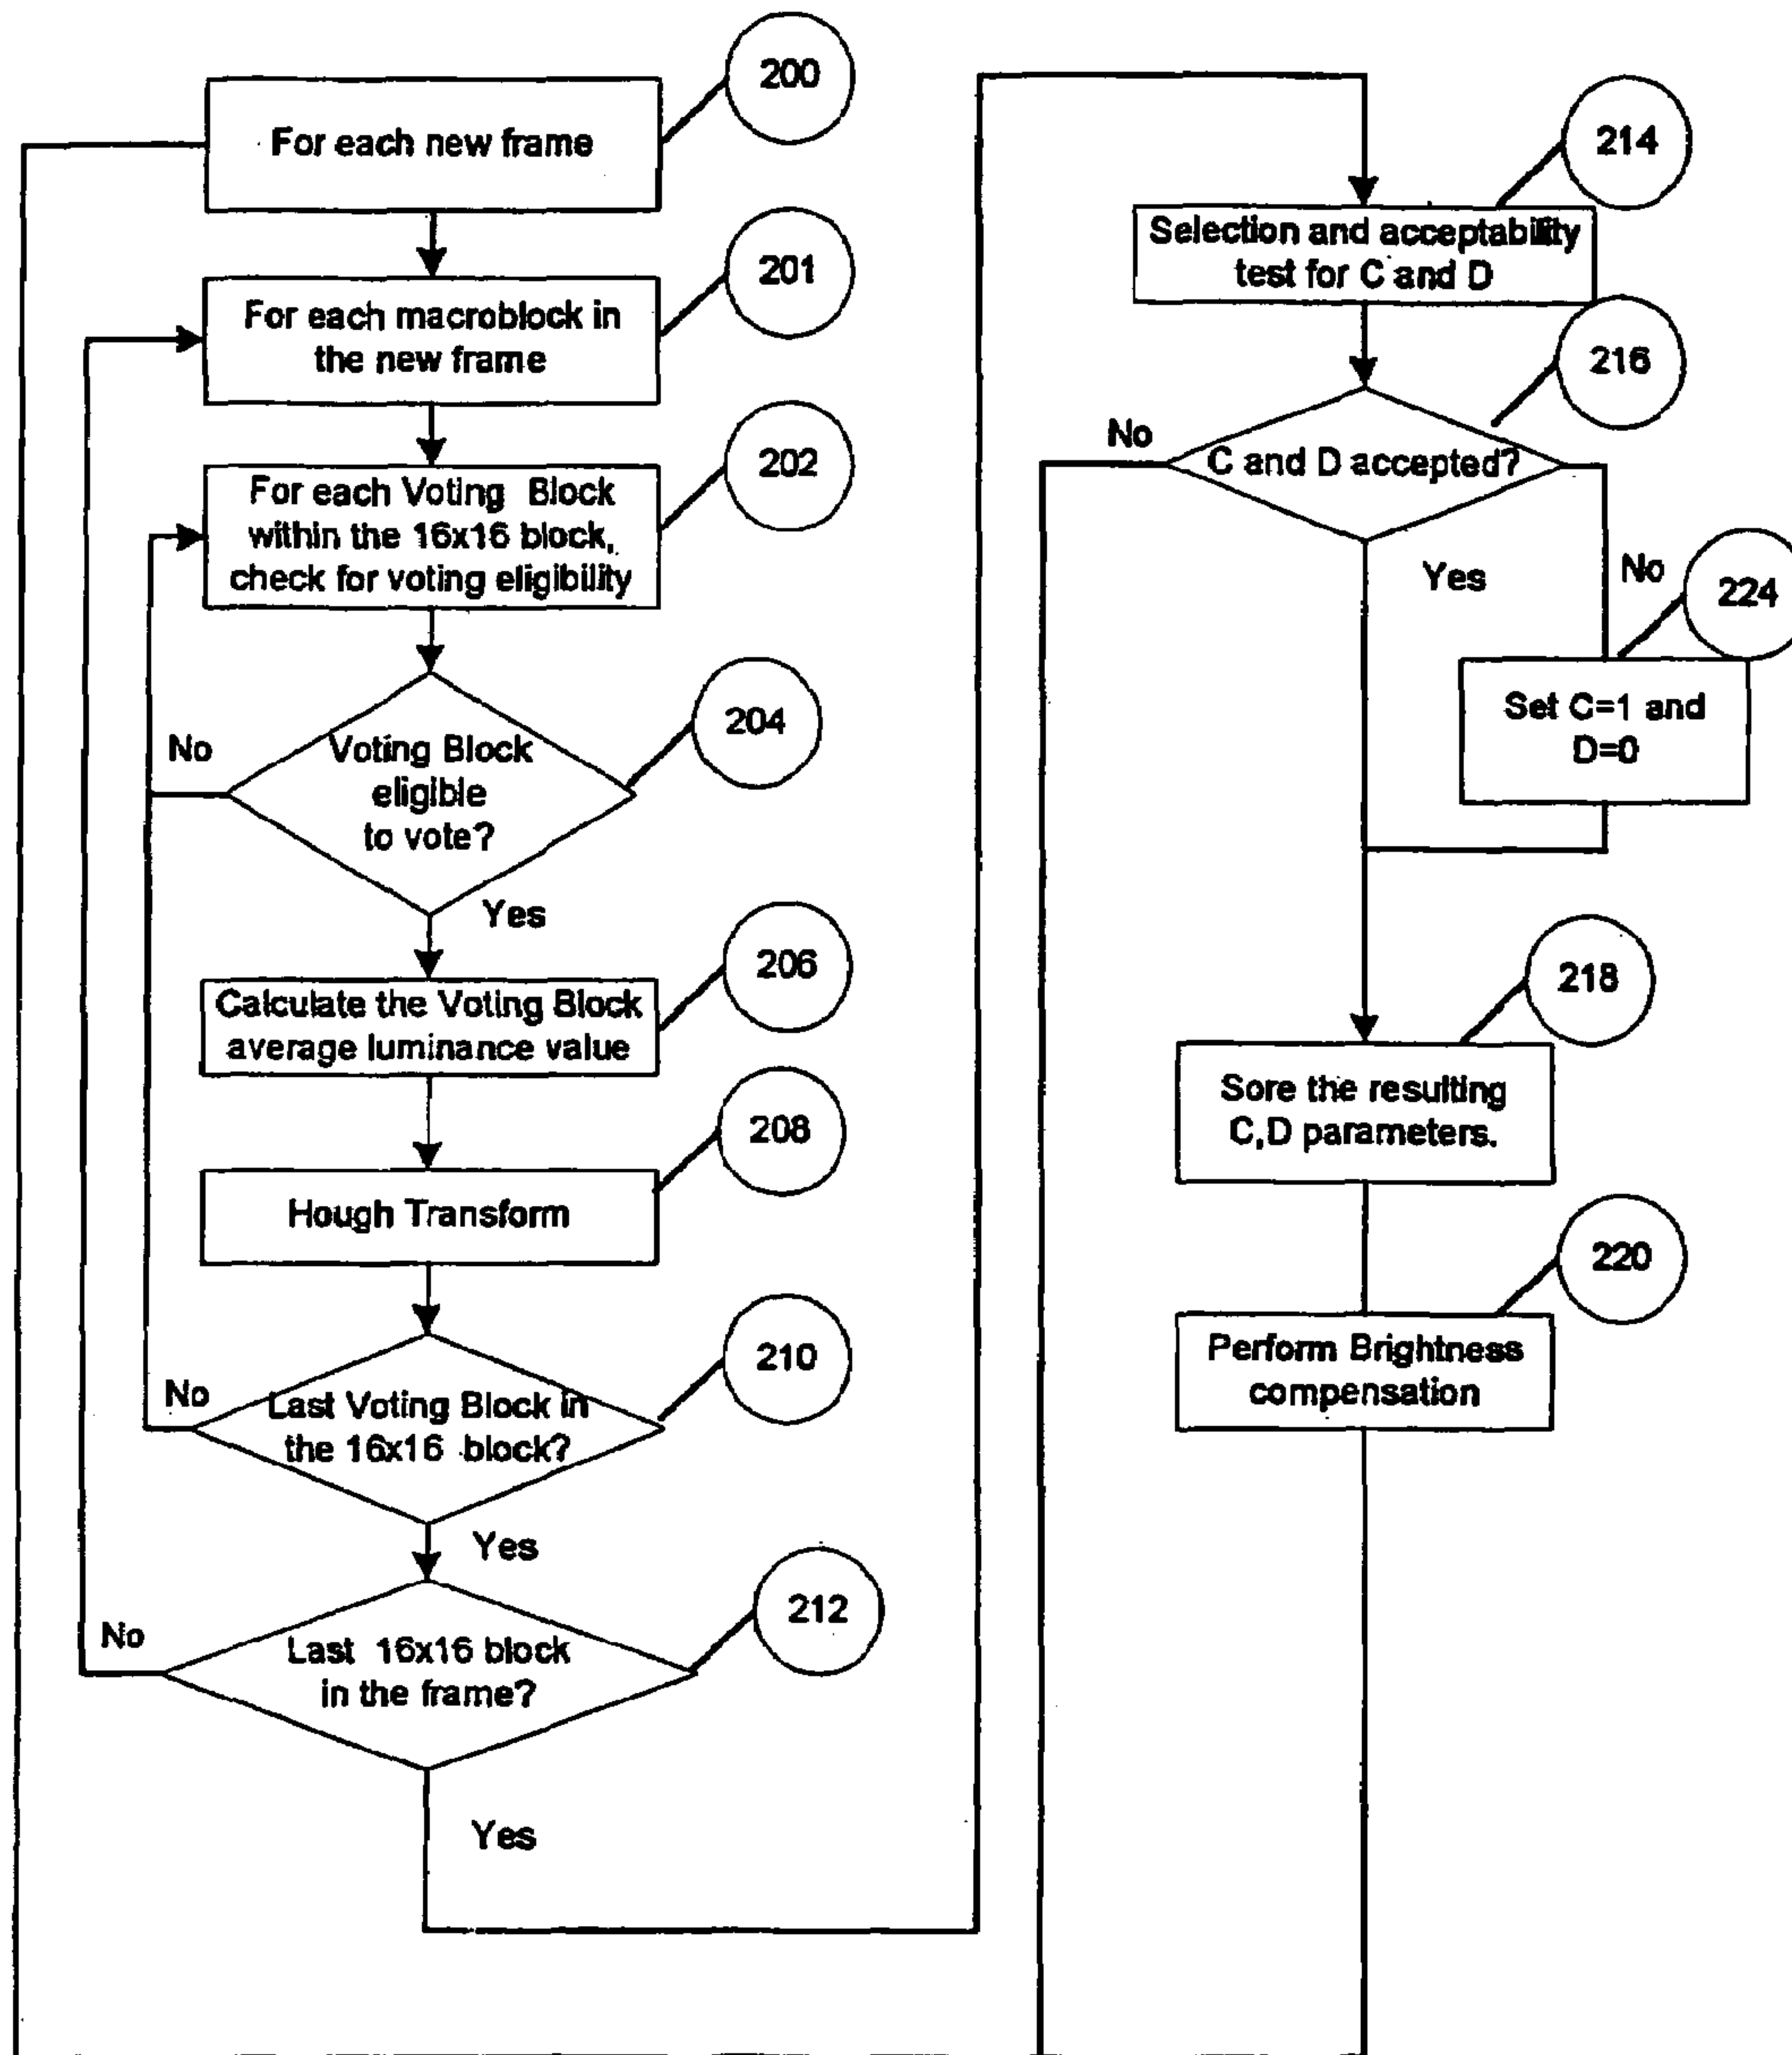 200
For each new frame
201
For each macroblock in
the new frame
202
For each Voting Block
within the 16x16 block,
check for voting eligibility
204
No
Voting Block
eligible
to vote?
Yes
206
Calculate the Voting Block
average luminance value
208
Hough Transform
210
No
Last Voting Block in
the 16x16 block?
Yes
212
No
Last 16x16 block
in the frame?
Yes
214
Selection and acceptability
test for C and D
216
No
C and D accepted?
Yes
No
224
Set C=1 and
D=0
218
Sore the resulting
C,D parameters.
220
Perform Brightness
compensation